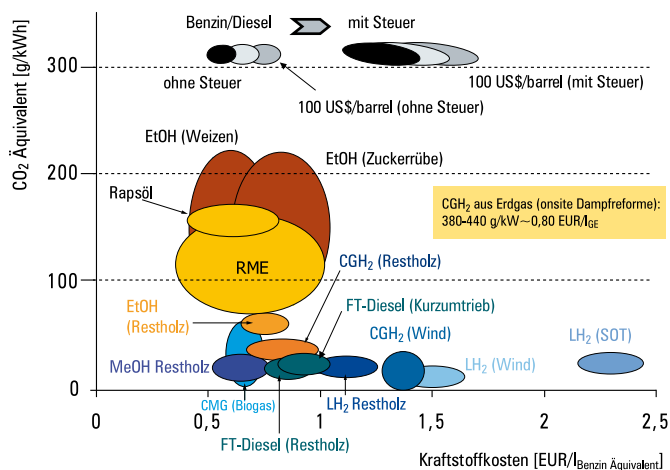 Benzin/Diesel
mit Steuer
CO₂ Äquivalent [g/kWh]
300
ohne Steuer
100 US$/barrel (mit Steuer)
100 US$/barrel (ohne Steuer)
EtOH (Weizen)
EtOH (Zuckerrübe)
200
Rapsöl
CGH₂ aus Erdgas (onsite Dampfreforme):
380-440 g/kW~0,80 EUR/l_GE
RME
CGH₂ (Restholz)
100
EtOH
(Restholz)
FT-Diesel (Kurzumtrieb)
CGH₂ (Wind)
LH₂ (SOT)
MeOH Restholz
LH₂ (Wind)
0
CMG (Biogas)
LH₂ Restholz
0
0,5
1
1,5
2
2,5
FT-Diesel (Restholz)
Kraftstoffkosten [EUR/l_Benzin Äquivalent]